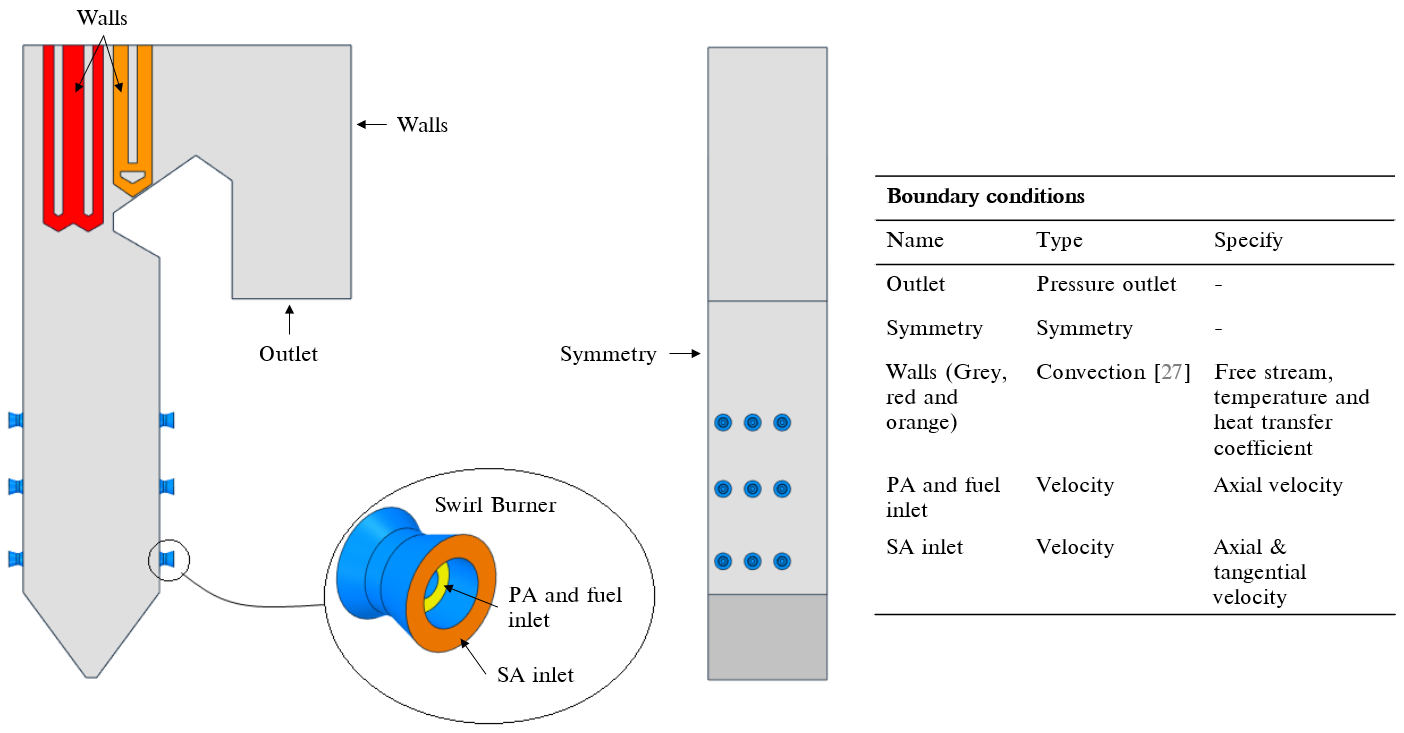 Walls
Walls
Outlet
Swirl Burner
PA and fuel
inlet
SA inlet
Symmetry
Boundary conditions
Name Type Specify
Outlet Pressure outlet -
Symmetry Symmetry -
Walls (Grey, Convection [27] Free stream,
red and temperature and
orange) heat transfer
coefficient
PA and fuel Velocity Axial velocity
inlet
SA inlet Velocity Axial &
tangential
velocity